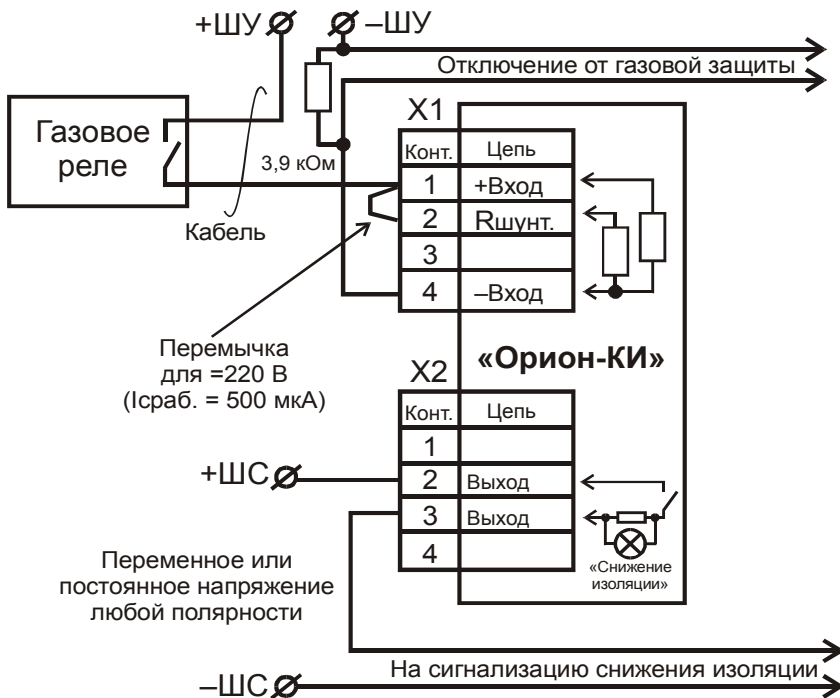 +ШУ
–ШУ
Отключение от газовой защиты
Газовое
реле
3,9 кОм
Кабель
X1
Конт. Цепь
1 +Вход
2 Rшунт.
3
4 –Вход
Перемычка
для =220 В
(Iсраб. = 500 мкА)
«Орион-КИ»
X2
Конт. Цепь
1
2 Выход
3 Выход
4
+ШС
«Снижение
изоляции»
Переменное или
постоянное напряжение
любой полярности
На сигнализацию снижения изоляции
–ШС